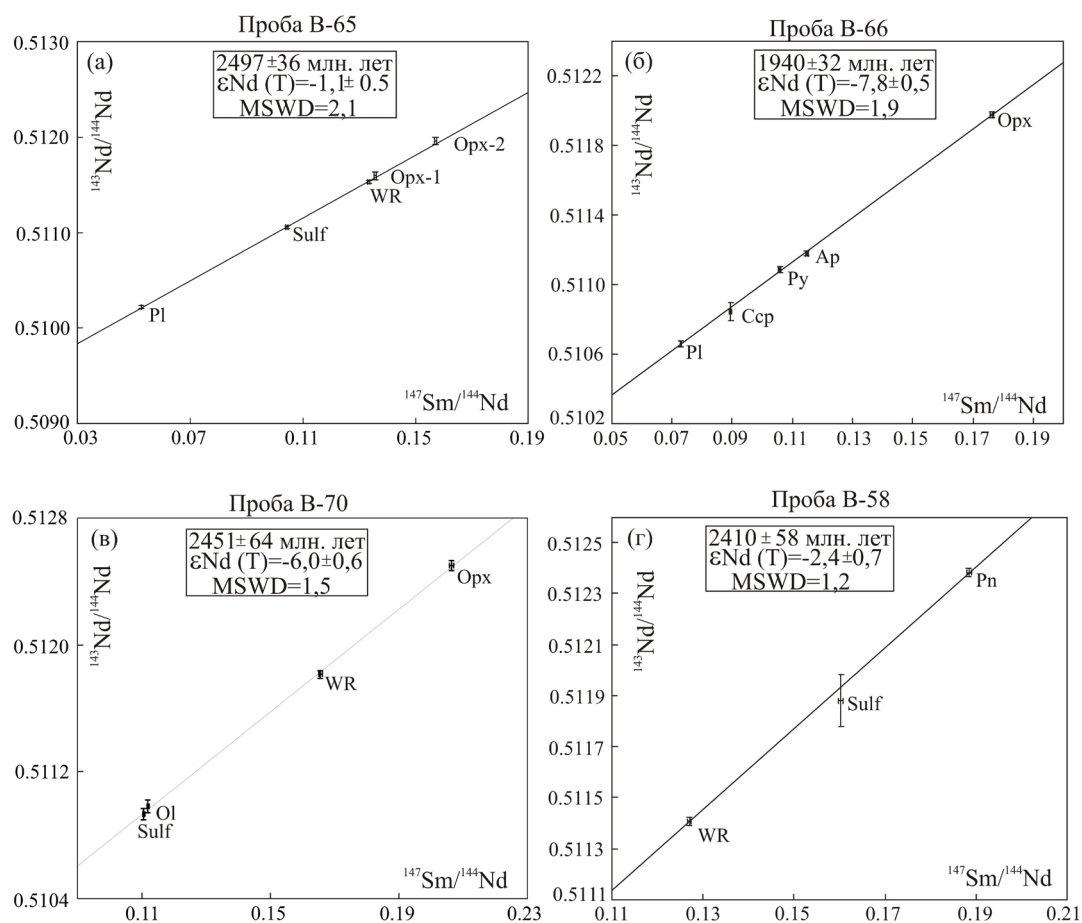 Проба В-65
(а)
2497±36 млн. лет
εNd (T)=-1,1± 0.5
MSWD=2,1
0.5130
0.5120
0.5110
0.5100
0.5090
¹⁴³Nd/¹⁴⁴Nd
Opx-2
Opx-1
WR
Sulf
Pl
¹⁴⁷Sm/¹⁴⁴Nd
0.03 0.07 0.11 0.15 0.19
Проба В-66
(б)
1940±32 млн. лет
εNd (T)=-7,8±0,5
MSWD=1,9
0.5122
0.5118
0.5114
0.5110
0.5106
0.5102
¹⁴³Nd/¹⁴⁴Nd
Opx
Ap
Py
Ccp
Pl
¹⁴⁷Sm/¹⁴⁴Nd
0.05 0.07 0.09 0.11 0.13 0.15 0.17 0.19
Проба В-70
(в)
2451±64 млн. лет
εNd (T)=-6,0±0,6
MSWD=1,5
0.5128
0.5120
0.5112
0.5104
¹⁴³Nd/¹⁴⁴Nd
Opx
WR
Ol
Sulf
¹⁴⁷Sm/¹⁴⁴Nd
0.11 0.15 0.19 0.23
Проба В-58
(г)
2410±58 млн. лет
εNd (T)=-2,4±0,7
MSWD=1,2
0.5125
0.5123
0.5121
0.5119
0.5117
0.5115
0.5113
0.5111
¹⁴³Nd/¹⁴⁴Nd
Pn
Sulf
WR
¹⁴⁷Sm/¹⁴⁴Nd
0.11 0.13 0.15 0.17 0.19 0.21